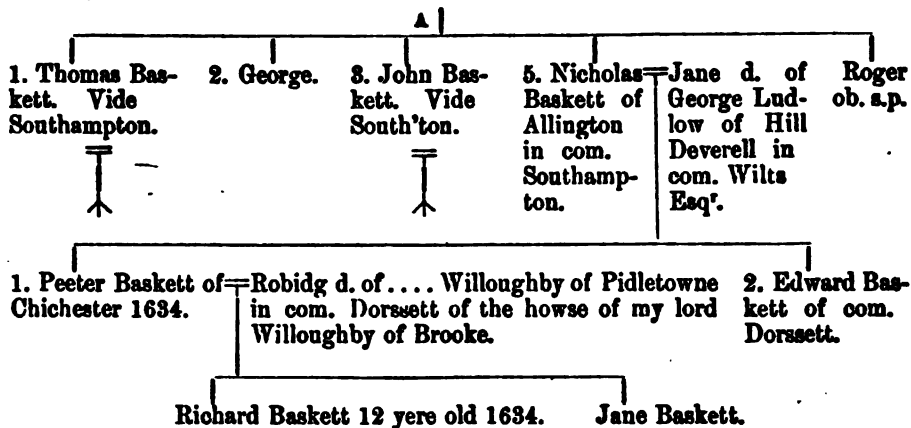 A
1. Thomas Bas-
kett. Vide
Southampton.
2. George.
3. John Bas-
kett. Vide
South'ton.
5. Nicholas
Baskett of
Allington
in com.
Southamp-
ton.
Jane d. of
George Lud-
low of Hill
Deverell in
com. Wilts
Esqr.
Roger
ob. s.p.
1. Peeter Baskett of
Chichester 1634.
Robidg d. of .... Willoughby of Pidletowne
in com. Dorssett of the howse of my lord
Willoughby of Brooke.
2. Edward Bas-
kett of com.
Dorssett.
Richard Baskett 12 yere old 1634.
Jane Baskett.